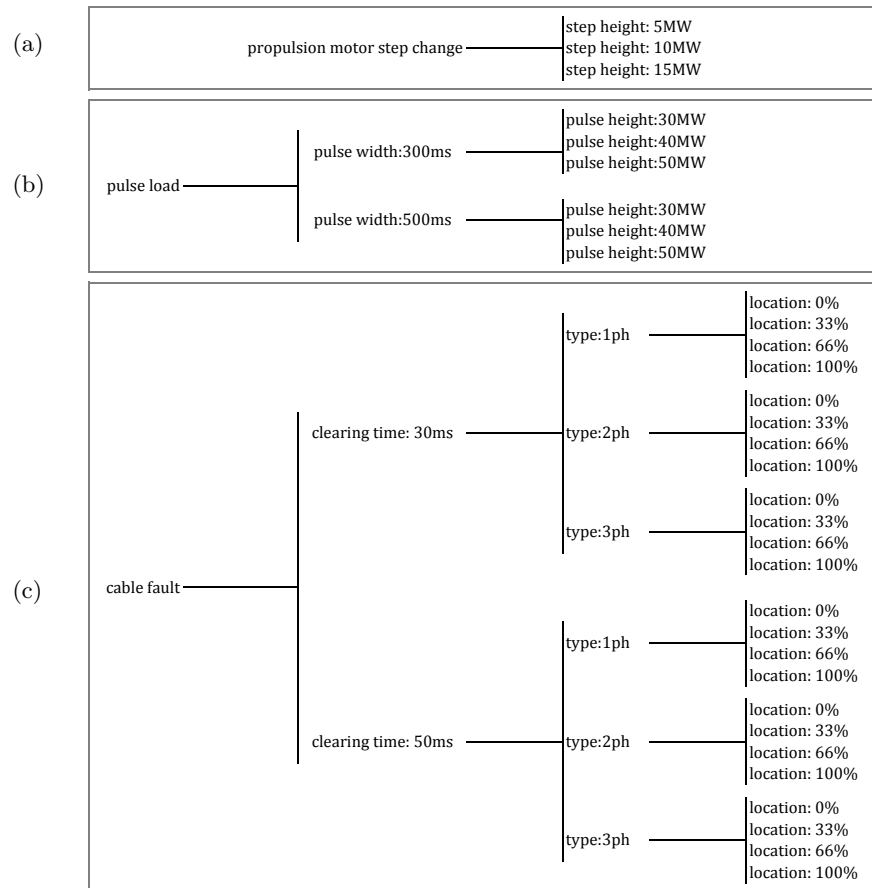 (a)
propulsion motor step change
step height: 5MW
step height: 10MW
step height: 15MW
(b)
pulse load
pulse width:300ms
pulse height:30MW
pulse height:40MW
pulse height:50MW
pulse width:500ms
pulse height:30MW
pulse height:40MW
pulse height:50MW
(c)
cable fault
clearing time: 30ms
type:1ph
location: 0%
location: 33%
location: 66%
location: 100%
type:2ph
location: 0%
location: 33%
location: 66%
location: 100%
type:3ph
location: 0%
location: 33%
location: 66%
location: 100%
clearing time: 50ms
type:1ph
location: 0%
location: 33%
location: 66%
location: 100%
type:2ph
location: 0%
location: 33%
location: 66%
location: 100%
type:3ph
location: 0%
location: 33%
location: 66%
location: 100%